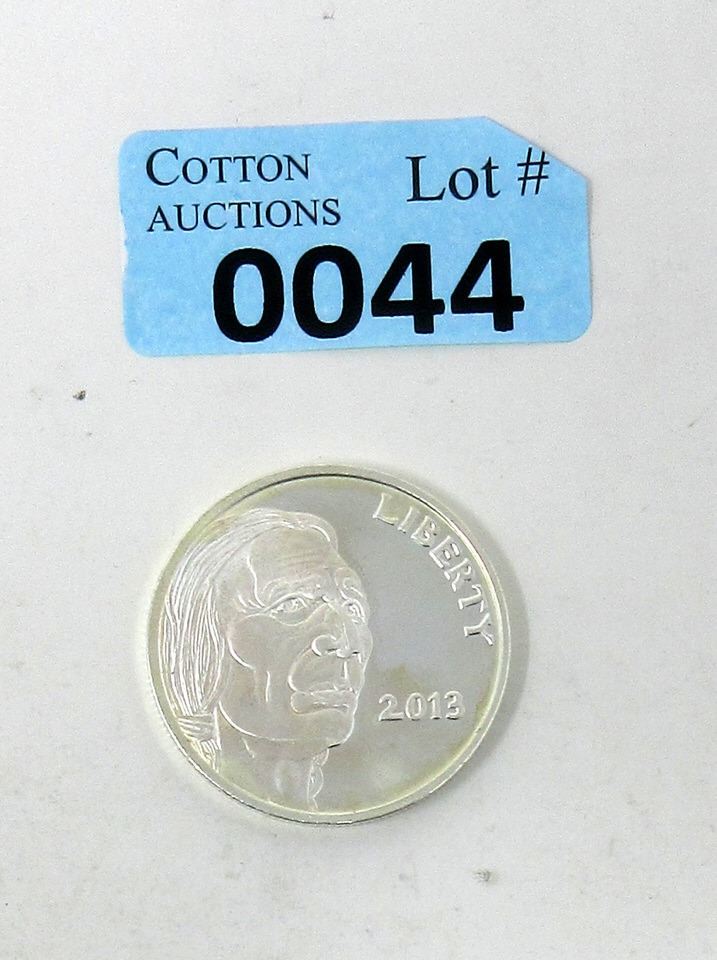 COTTON
AUCTIONS
Lot #
0044
LIBERTY
2013